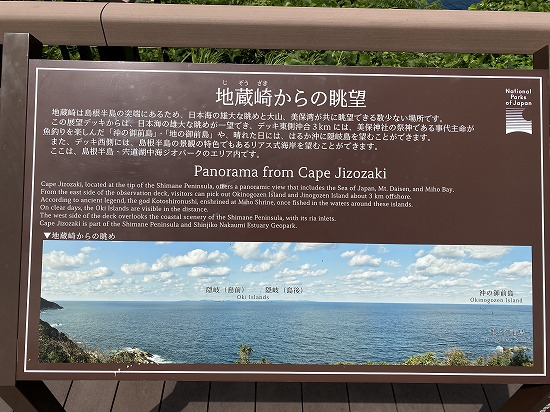 じ ぞう ざき
地蔵崎からの眺望
National
Parks
of Japan
地蔵崎は島根半島の突端にあるため、日本海の雄大な眺めと大山、美保湾が共に眺望できる数少ない場所です。
この展望デッキからは、日本海の雄大な眺めが一望でき、デッキ東側沖合3kmには、美保神社の祭神である事代主命が
魚釣りを楽しんだ「沖の御前島」・「地の御前島」や、晴れた日には、はるか沖に隠岐島を望むことができます。
また、デッキ西側には、島根半島の景観の特色でもあるリアス式海岸を望むことができます。
ここは、島根半島・宍道湖中海ジオパークのエリア内です。
Panorama from Cape Jizozaki
Cape Jirozaki, located at the tip of the Shimane Peninsula, offers a panoramic view that includes the Sea of Japan, Mt. Daisen, and Miho Bay.
From the east side of the observation deck, visitors can pick out Okinogozen Island and Jinogozen Island about 3 km offshore.
According to ancient legend, the god Kotoshironushi, enshrined at Miho Shrine, once fished in the waters around these islands.
On clear days, the Oki Islands are visible in the distance.
The west side of the deck overlooks the coastal scenery of the Shimane Peninsula, with its ria inlets.
Cape Jizozaki is part of the Shimane Peninsula and Shinjiko Nakaumi Estuary Geopark.
▼地蔵崎からの眺め
隠岐（島前） 隠岐（島後）
Oki Islands
沖の御前島
Okinogozen Island